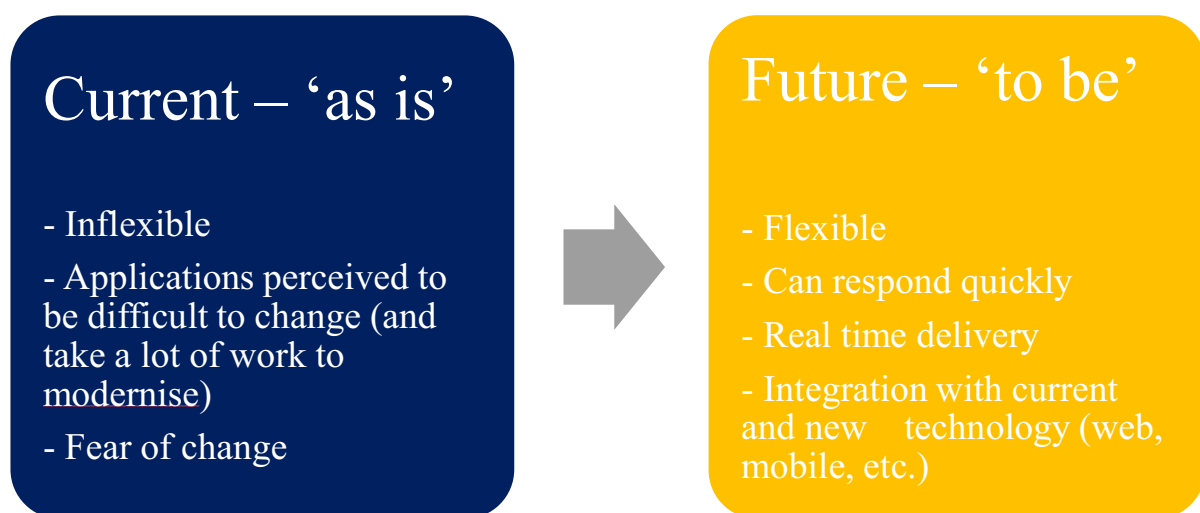 Current – ‘as is’
- Inflexible
- Applications perceived to
be difficult to change (and
take a lot of work to
modernise)
- Fear of change
Future – ‘to be’
- Flexible
- Can respond quickly
- Real time delivery
- Integration with current
and new    technology (web,
mobile, etc.)